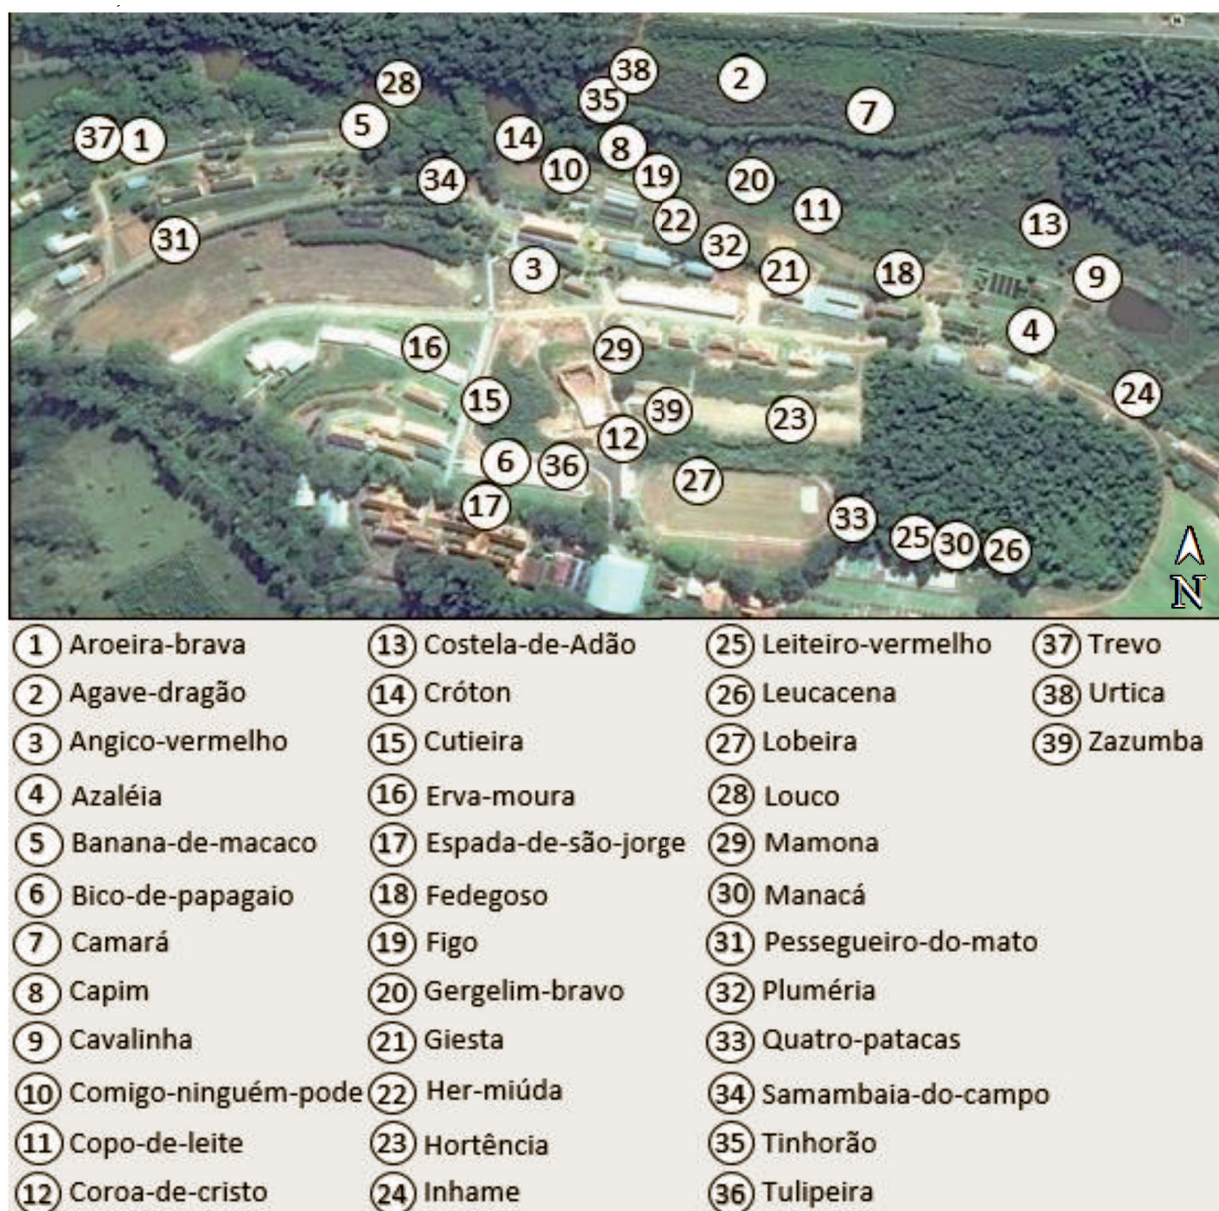 38
2
28
7
35
5
37
1
14
8
10
19
34
20
11
22
13
31
32
3
21
18
9
4
29
16
24
15
39
23
12
6
36
27
17
33
25
30
26
N
1 Aroeira-brava
2 Agave-dragão
3 Angico-vermelho
4 Azaléia
5 Banana-de-macaco
6 Bico-de-papagaio
7 Camará
8 Capim
9 Cavalinha
10 Comigo-ninguém-pode
11 Copo-de-leite
12 Coroa-de-cristo
13 Costela-de-Adão
14 Cróton
15 Cutieira
16 Erva-moura
17 Espada-de-são-jorge
18 Fedegoso
19 Figo
20 Gergelim-bravo
21 Giesta
22 Her-miúda
23 Hortência
24 Inhame
25 Leiteiro-vermelho
26 Leucacena
27 Lobeira
28 Louco
29 Mamona
30 Manacá
31 Pessegueiro-do-mato
32 Pluméria
33 Quatro-patacas
34 Samambaia-do-campo
35 Tinhorão
36 Tulipeira
37 Trevo
38 Urtica
39 Zazumba